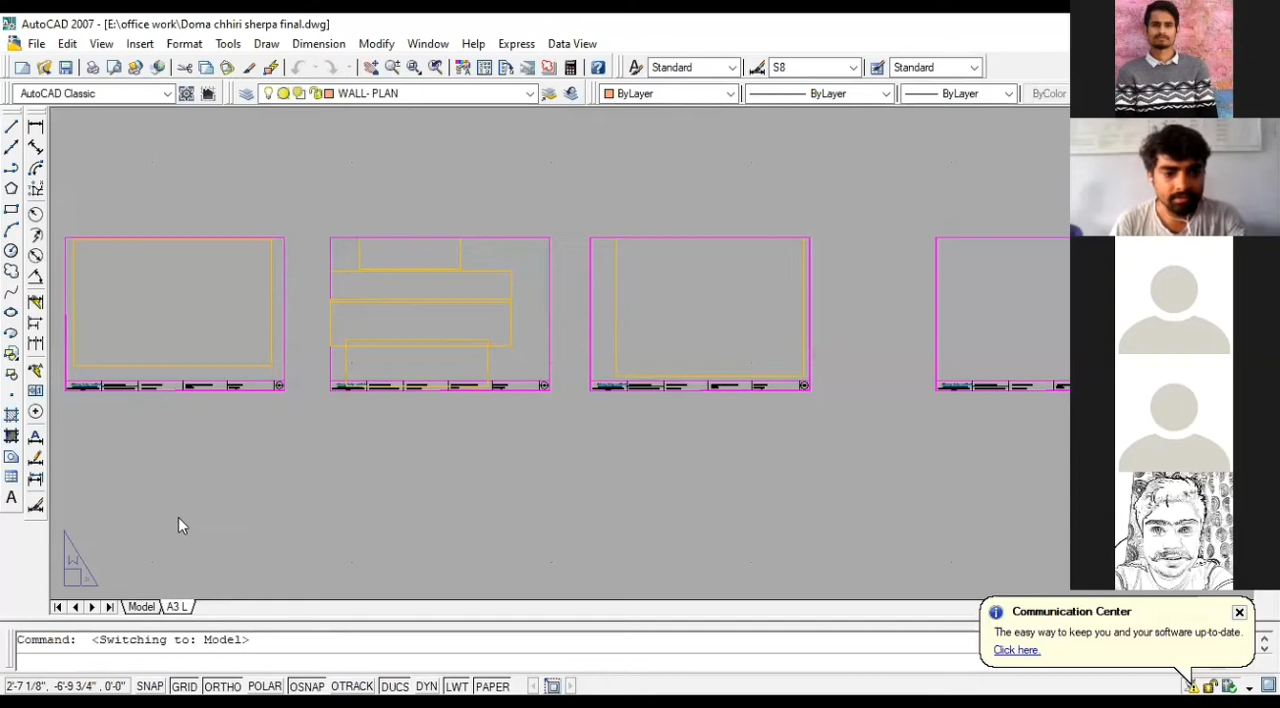 AutoCAD 2007 - [E:\office work\Doma chhiri sherpa final.dwg]
File Edit View Insert Format Tools Draw Dimension Modify Window Help Express Data View
Standard S8 Standard
AutoCAD Classic WALL- PLAN ByLayer ByLayer ByLayer ByColor
W
Model A3 L
Communication Center
The easy way to keep you and your software up-to-date.
Click here.
Command: <Switching to: Model>
2'-7 1/8", -6'-9 3/4", 0'-0" SNAP GRID ORTHO POLAR OSNAP OTRACK DUCS DYN LWT PAPER